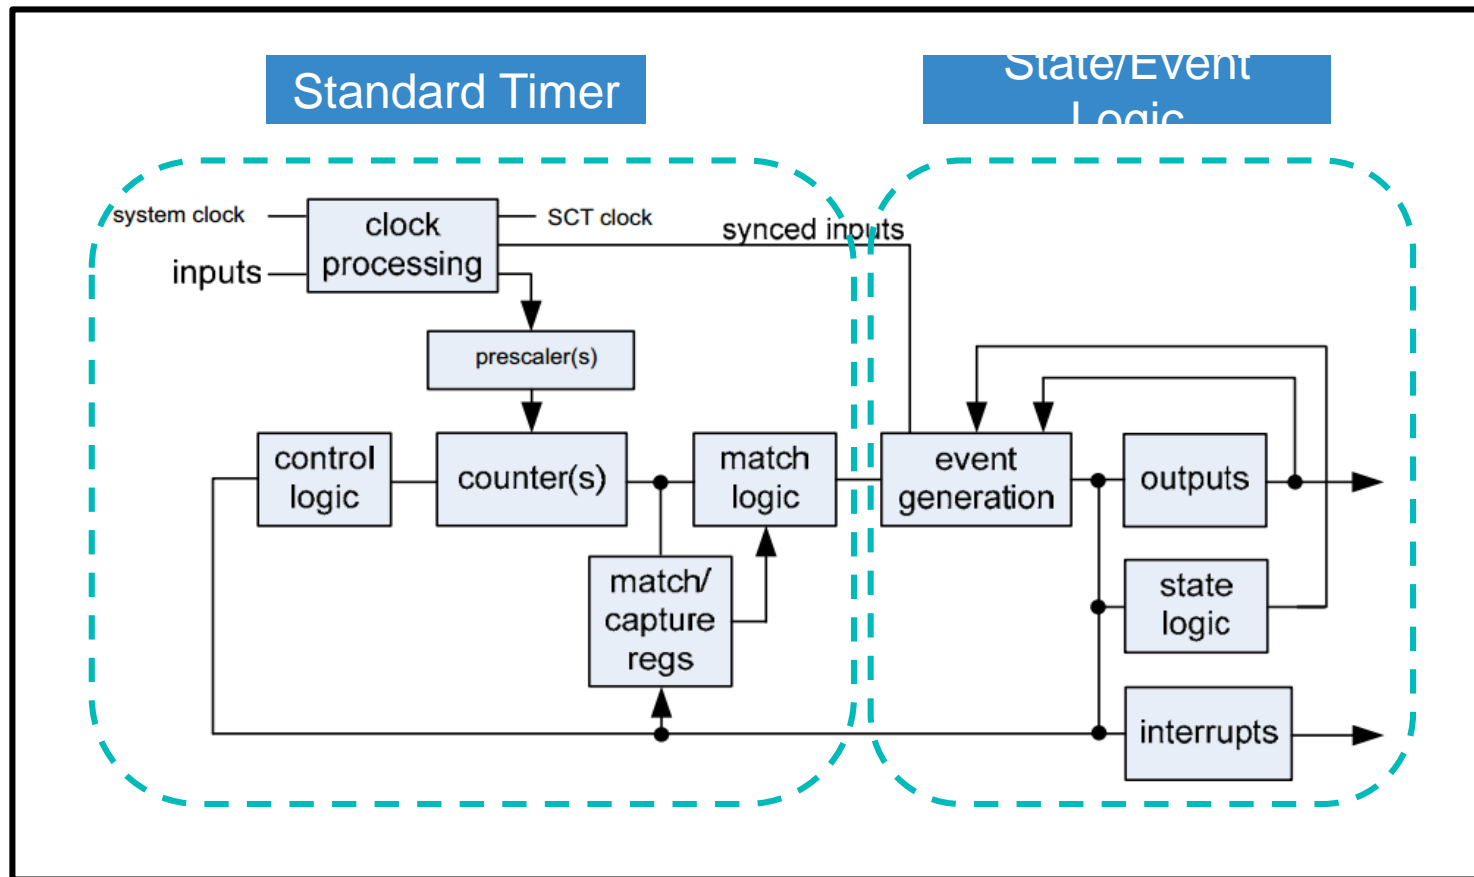 Standard Timer
State/Event
Logic
system clock
inputs
clock
processing
SCT clock
synced inputs
prescaler(s)
control
logic
counter(s)
match
logic
match/
capture
regs
event
generation
outputs
state
logic
interrupts